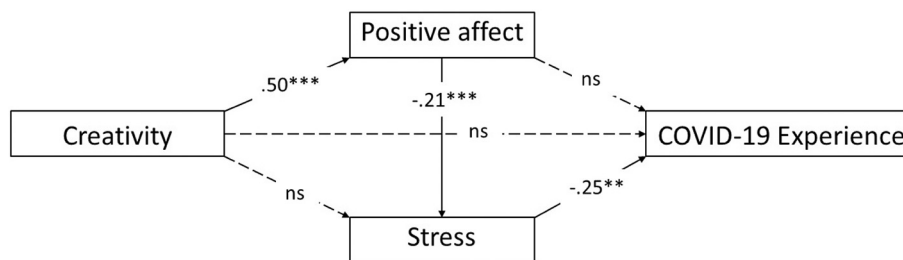 Positive affect
.50***
ns
-.21***
Creativity
ns
COVID-19 Experience
ns
-.25**
Stress